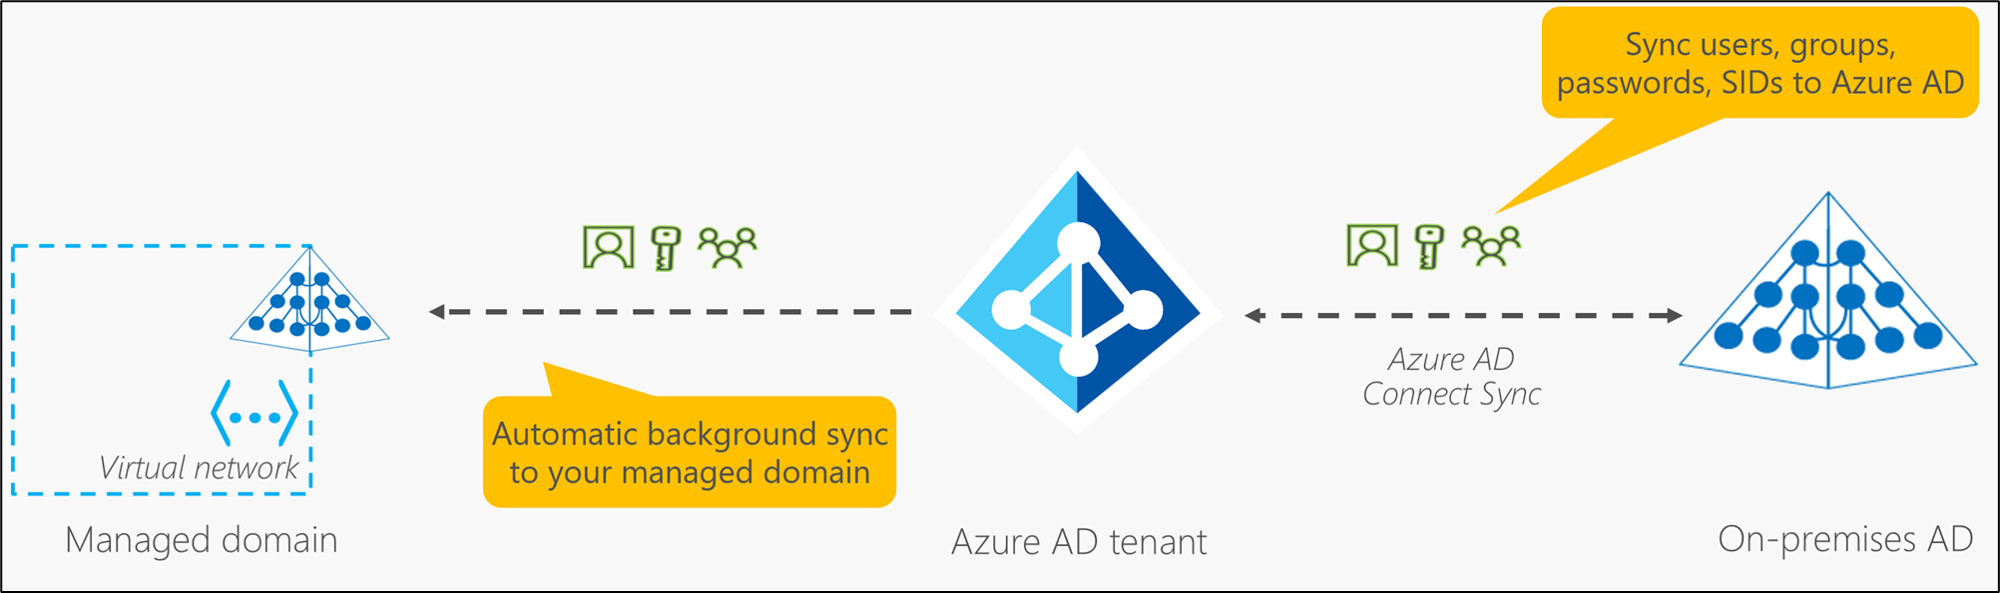 Sync users, groups,
passwords, SIDs to Azure AD
Azure AD
Connect Sync
Automatic background sync
to your managed domain
Virtual network
Managed domain
Azure AD tenant
On-premises AD